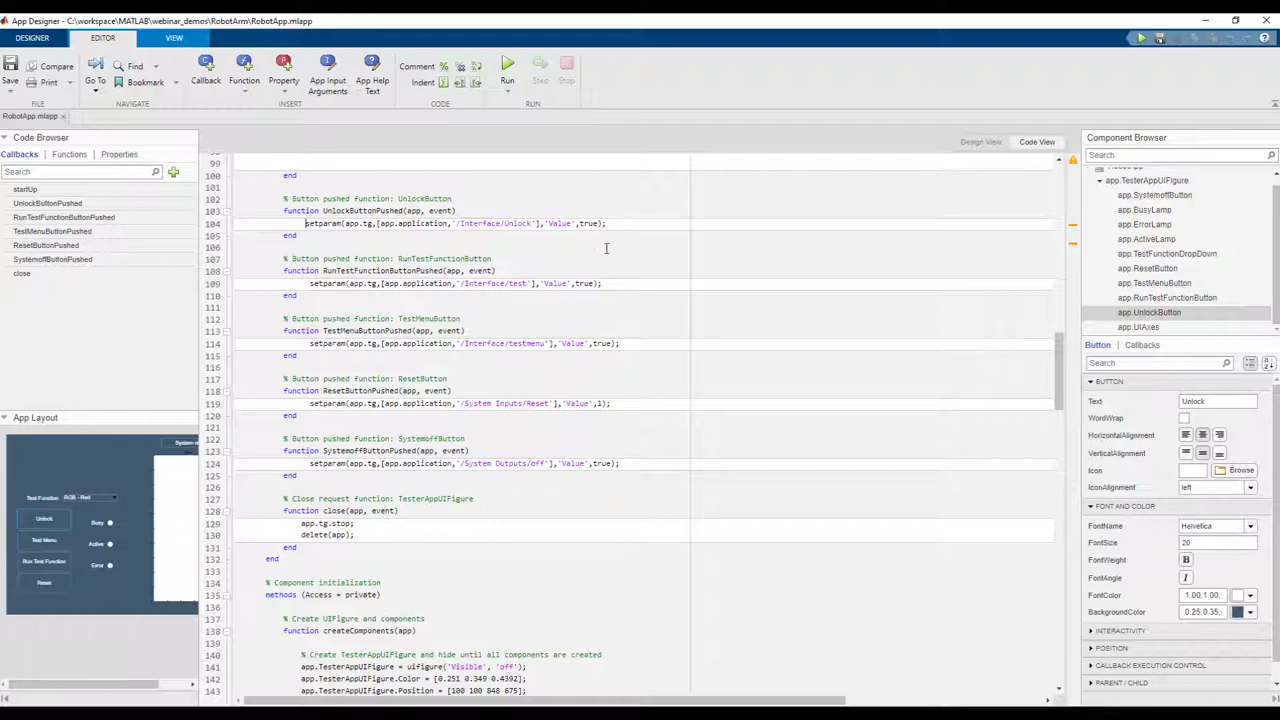 App Designer - C:\workspace\MATLAB\webinar_demos\RobotArm\RobotApp.mlapp
DESIGNER
EDITOR
VIEW
Save
Compare
Print
FILE
Go To
Find
Bookmark
NAVIGATE
Callback
Function
Property
App Input Arguments
App Help Text
INSERT
Comment
Indent
CODE
Run
Step
Stop
RUN
RobotApp.mlapp
Code Browser
Callbacks Functions Properties
Search
startUp
UnlockButtonPushed
RunTestFunctionButtonPushed
TestMenuButtonPushed
ResetButtonPushed
SystemoffButtonPushed
close
App Layout
Test Function
RGB - Red
Unlock
Test Menu
Run Test Function
Reset
Busy
Active
Error
Design View
Code View
99
100 end
101
102 % Button pushed function: UnlockButton
103 function UnlockButtonPushed(app, event)
104 setparam(app.tg,[app.application,'/Interface/Unlock'],'Value',true);
105 end
106
107 % Button pushed function: RunTestFunctionButton
108 function RunTestFunctionButtonPushed(app, event)
109 setparam(app.tg,[app.application,'/Interface/test'],'Value',true);
110 end
111
112 % Button pushed function: TestMenuButton
113 function TestMenuButtonPushed(app, event)
114 setparam(app.tg,[app.application,'/Interface/testmenu'],'Value',true);
115 end
116
117 % Button pushed function: ResetButton
118 function ResetButtonPushed(app, event)
119 setparam(app.tg,[app.application,'/System Inputs/Reset'],'Value',1);
120 end
121
122 % Button pushed function: SystemoffButton
123 function SystemoffButtonPushed(app, event)
124 setparam(app.tg,[app.application,'/System Outputs/off'],'Value',true);
125 end
126
127 % Close request function: TesterAppUIFigure
128 function close(app, event)
129 app.tg.stop;
130 delete(app);
131 end
132 end
133
134 % Component initialization
135 methods (Access = private)
136
137 % Create UIFigure and components
138 function createComponents(app)
139
140 % Create TesterAppUIFigure and hide until all components are created
141 app.TesterAppUIFigure = uifigure('Visible', 'off');
142 app.TesterAppUIFigure.Color = [0.251 0.349 0.4392];
143 app.TesterAppUIFigure.Position = [100 100 848 675];
Component Browser
Search
app.TesterAppUIFigure
app.SystemoffButton
app.BusyLamp
app.ErrorLamp
app.ActiveLamp
app.TestFunctionDropDown
app.ResetButton
app.TestMenuButton
app.RunTestFunctionButton
app.UnlockButton
app.UIAxes
Button Callbacks
Search
BUTTON
Text Unlock
WordWrap
HorizontalAlignment
VerticalAlignment
Icon Browse
IconAlignment left
FONT AND COLOR
FontName Helvetica
FontSize 20
FontWeight B
FontAngle I
FontColor 1.00,1.00,
BackgroundColor 0.25,0.35,
INTERACTIVITY
POSITION
CALLBACK EXECUTION CONTROL
PARENT / CHILD